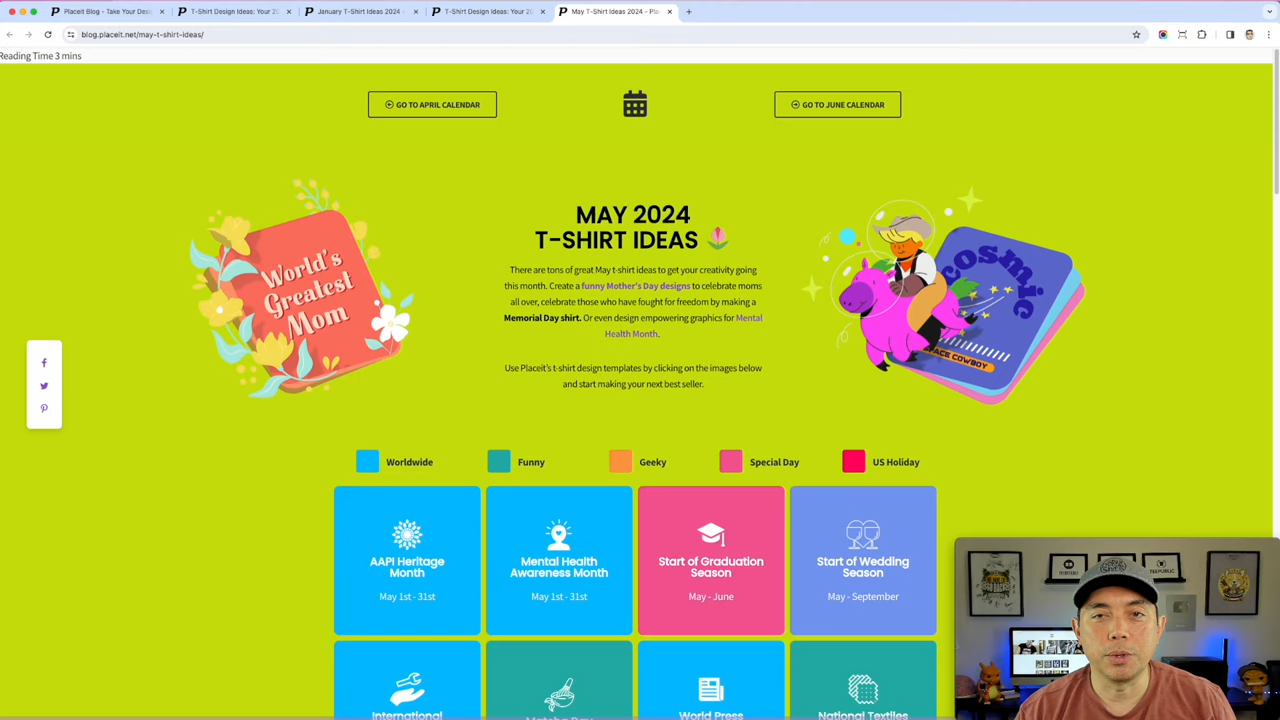 Placeit Blog - Take Your Desi
T-Shirt Design Ideas: Your 20
January T-Shirt Ideas 2024 -
T-Shirt Design Ideas: Your 20
May T-Shirt Ideas 2024 - Pla
blog.placeit.net/may-t-shirt-ideas/
Reading Time 3 mins
GO TO APRIL CALENDAR
GO TO JUNE CALENDAR
World's
Greatest
Mom
MAY 2024
T-SHIRT IDEAS
There are tons of great May t-shirt ideas to get your creativity going
this month. Create a funny Mother's Day designs to celebrate moms
all over, celebrate those who have fought for freedom by making a
Memorial Day shirt. Or even design empowering graphics for Mental
Health Month.
Use Placeit's t-shirt design templates by clicking on the images below
and start making your next best seller.
cosmic
SPACE COWBOY
Worldwide
Funny
Geeky
Special Day
US Holiday
AAPI Heritage
Month
May 1st - 31st
Mental Health
Awareness Month
May 1st - 31st
Start of Graduation
Season
May - June
Start of Wedding
Season
May - September
International
Matcha Day
World Press
National Textiles